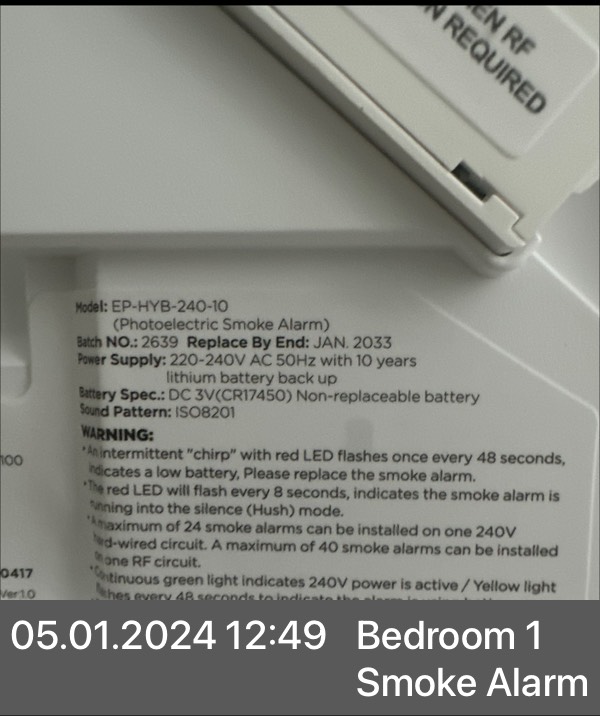 RF
N REQUIRED
Model: EP-HYB-240-10
(Photoelectric Smoke Alarm)
Batch NO.: 2639 Replace By End: JAN. 2033
Power Supply: 220-240V AC 50Hz with 10 years
lithium battery back up
Battery Spec.: DC 3V(CR17450) Non-replaceable battery
Sound Pattern: ISO8201
WARNING:
*An intermittent "chirp" with red LED flashes once every 48 seconds,
indicates a low battery, Please replace the smoke alarm.
*The red LED will flash every 8 seconds, indicates the smoke alarm is
running into the silence (Hush) mode.
*A maximum of 24 smoke alarms can be installed on one 240V
hard-wired circuit. A maximum of 40 smoke alarms can be installed
on one RF circuit.
*Continuous green light indicates 240V power is active / Yellow light
flashes every 48 seconds to indicate the alarm is using
100
0417
Ver1.0
05.01.2024 12:49 Bedroom 1
Smoke Alarm